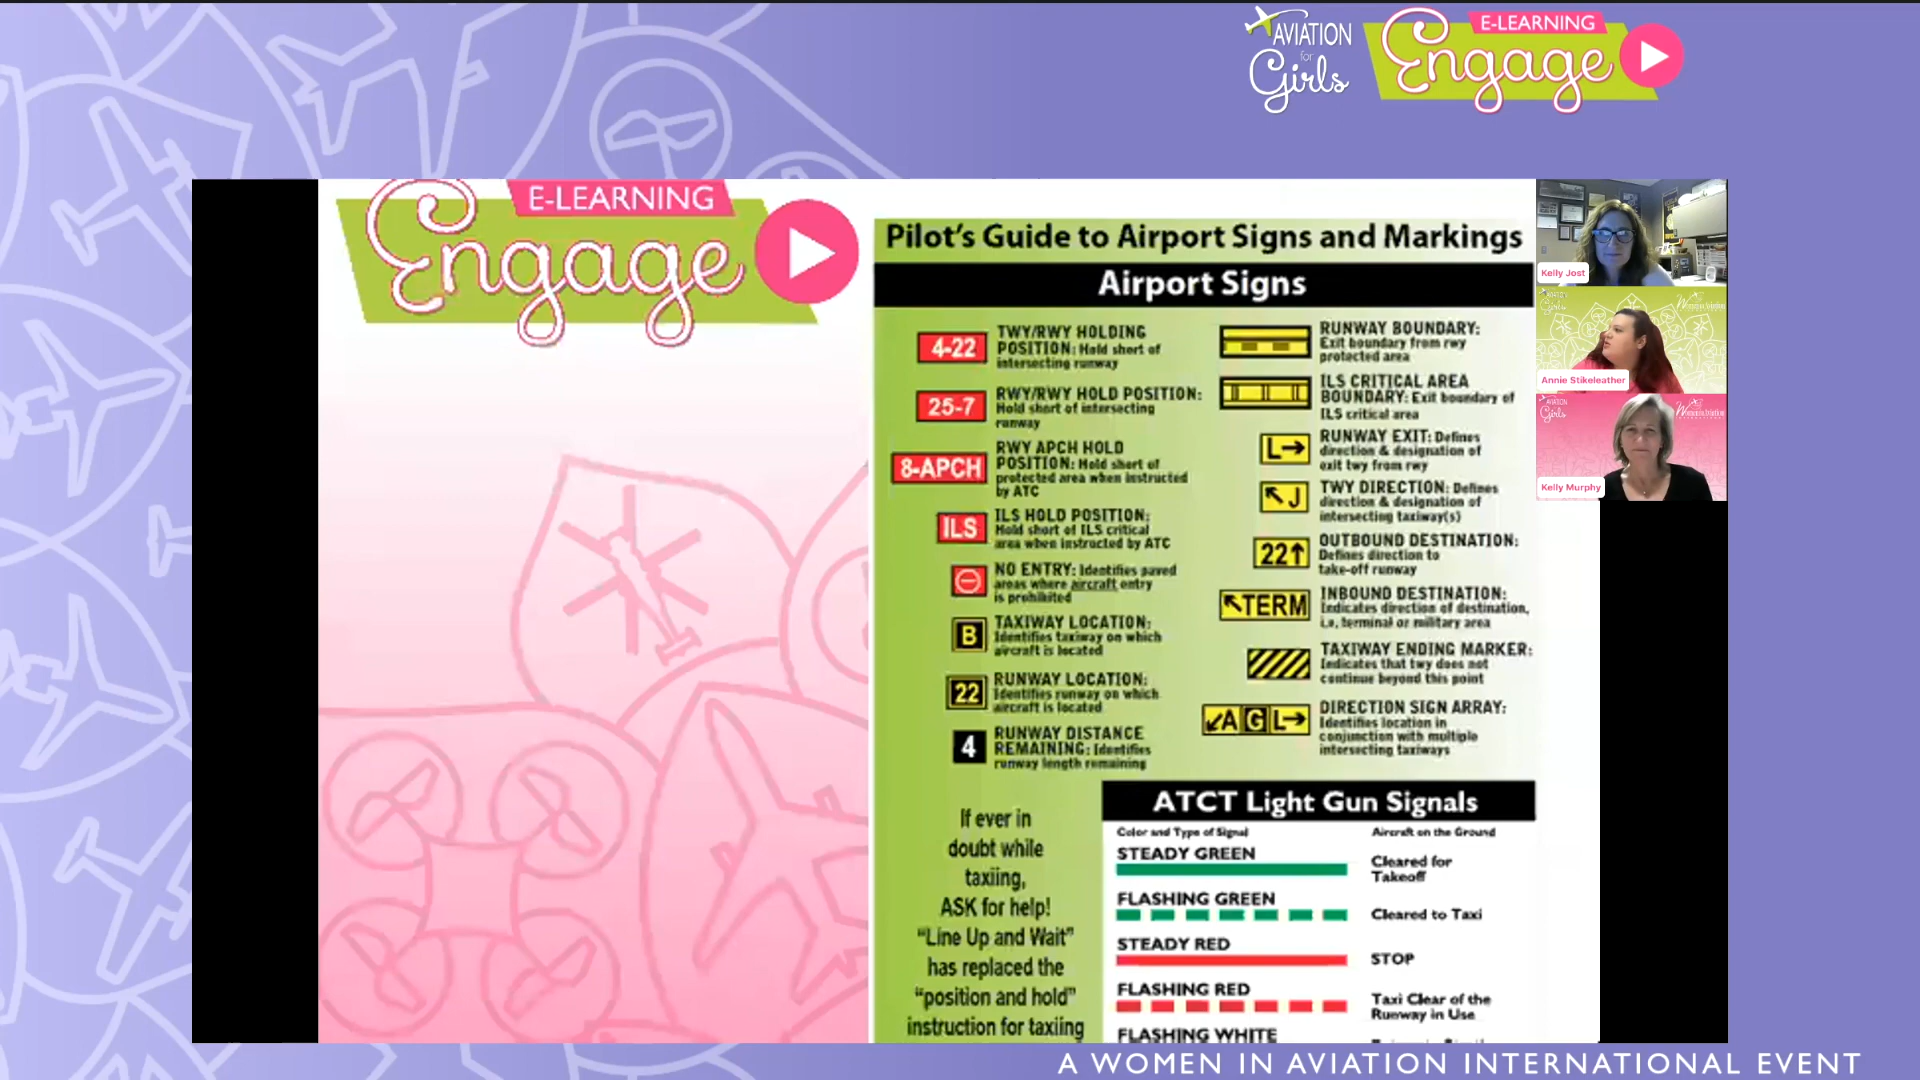 AVIATION
for
Girls
E-LEARNING
Engage
E-LEARNING
Engage
Pilot's Guide to Airport Signs and Markings
Airport Signs
4-22
TWY/RWY HOLDING
POSITION: Hold short of
intersecting runway
25-7
RWY/RWY HOLD POSITION:
Hold short of intersecting
runway
8-APCH
RWY APCH HOLD
POSITION: Hold short of
protected area when instructed
by ATC
ILS
ILS HOLD POSITION:
Hold short of ILS critical
area when instructed by ATC
NO ENTRY: Identifies paved
areas where aircraft entry
is prohibited
B
TAXIWAY LOCATION:
Identifies taxiway on which
aircraft is located
22
RUNWAY LOCATION:
Identifies runway on which
aircraft is located
4
RUNWAY DISTANCE
REMAINING: Identifies
runway length remaining
RUNWAY BOUNDARY:
Exit boundary from rwy
protected area
ILS CRITICAL AREA
BOUNDARY: Exit boundary of
ILS critical area
L→
RUNWAY EXIT: Defines
direction & designation of
exit twy from rwy
↖J
TWY DIRECTION: Defines
direction & designation of
intersecting taxiway(s)
22↑
OUTBOUND DESTINATION:
Defines direction to
take-off runway
↖TERM
INBOUND DESTINATION:
Indicates direction of destination,
i.e. terminal or military area
TAXIWAY ENDING MARKER:
Indicates that twy does not
continue beyond this point
↙A G L→
DIRECTION SIGN ARRAY:
Identifies location in
conjunction with multiple
intersecting taxiways
If ever in
doubt while
taxiing,
ASK for help!
"Line Up and Wait"
has replaced the
"position and hold"
instruction for taxiing
ATCT Light Gun Signals
Color and Type of Signal
Aircraft on the Ground
STEADY GREEN
Cleared for
Takeoff
FLASHING GREEN
Cleared to Taxi
STEADY RED
STOP
FLASHING RED
Taxi Clear of the
Runway in Use
FLASHING WHITE
Kelly Jost
Annie Stikeleather
AVIATION
Girls
Women in Aviation
Kelly Murphy
A WOMEN IN AVIATION INTERNATIONAL EVENT